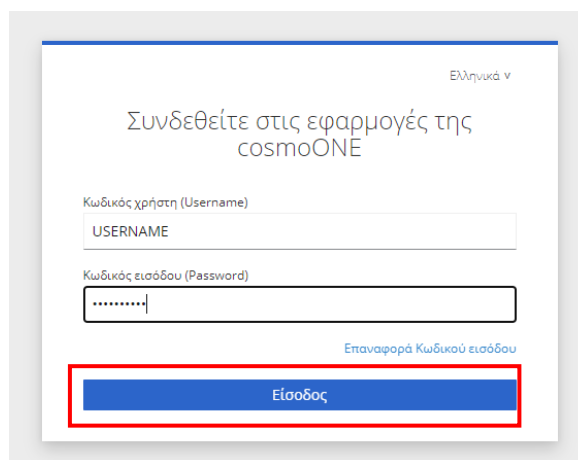 Ελληνικά ∨
Συνδεθείτε στις εφαρμογές της
cosmoONE
Κωδικός χρήστη (Username)
USERNAME
Κωδικός εισόδου (Password)
••••••••••
Επαναφορά Κωδικού εισόδου
Είσοδος